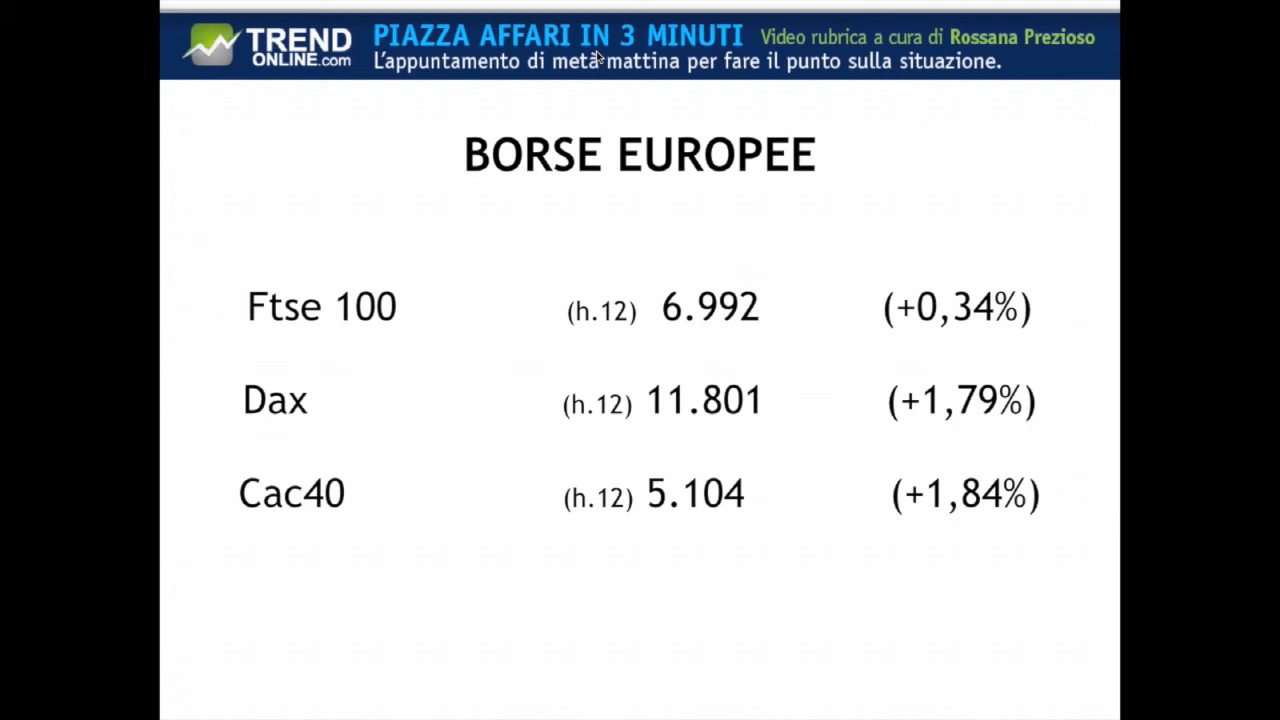 TREND
ONLINE.com
PIAZZA AFFARI IN 3 MINUTI Video rubrica a cura di Rossana Prezioso
L'appuntamento di metà mattina per fare il punto sulla situazione.
BORSE EUROPEE
Ftse 100 (h.12) 6.992 (+0,34%)
Dax (h.12) 11.801 (+1,79%)
Cac40 (h.12) 5.104 (+1,84%)